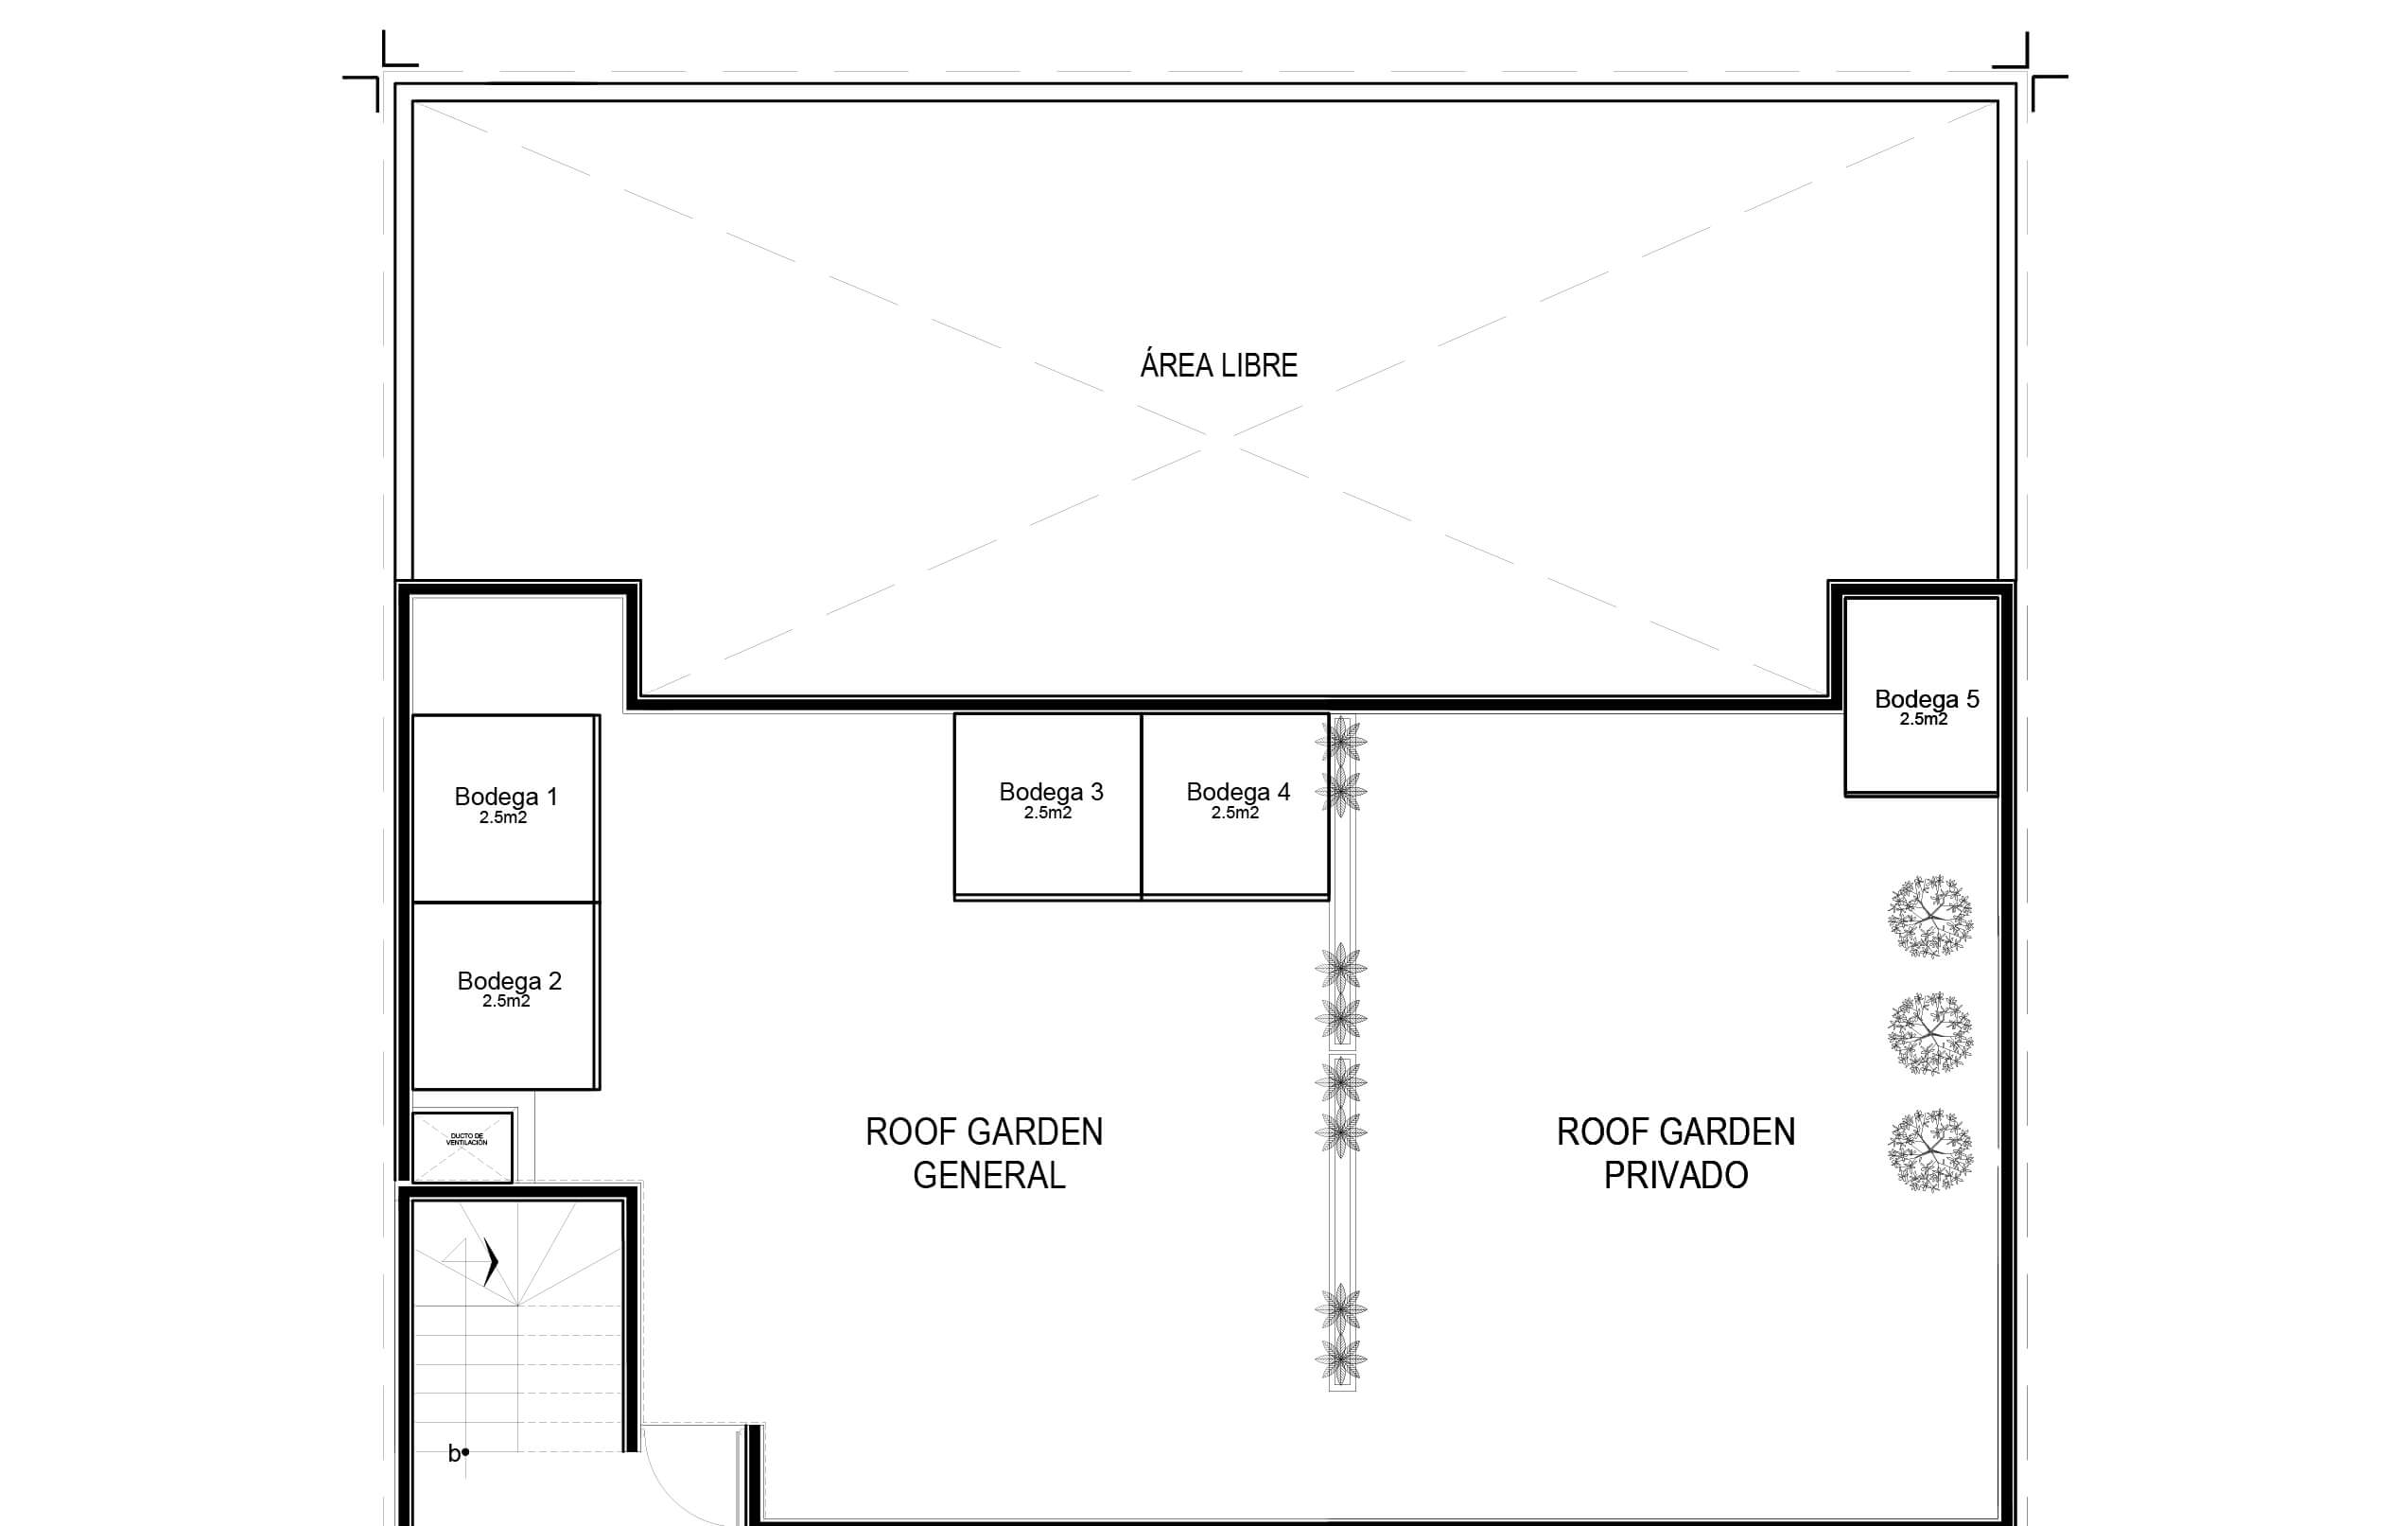 ÁREA LIBRE
Bodega 5
2.5m2
Bodega 1
2.5m2
Bodega 3
2.5m2
Bodega 4
2.5m2
Bodega 2
2.5m2
DUCTO DE
VENTILACIÓN
ROOF GARDEN
GENERAL
ROOF GARDEN
PRIVADO
b